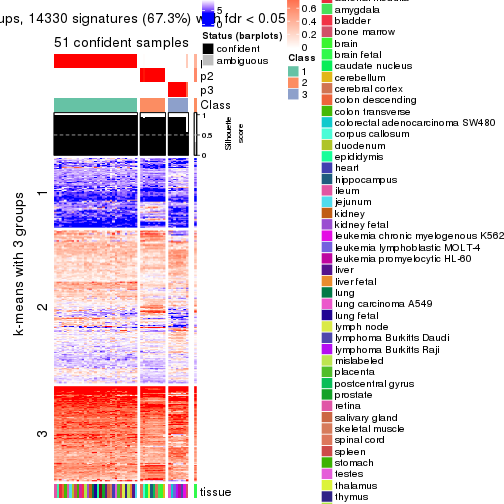 ups, 14330 signatures (67.3%) with fdr < 0.05
51 confident samples
p2
p3
Class
1
0.5
0
Silhouette
score
k-means with 3 groups
1
2
3
tissue
5
0
Status (barplots)
confident
ambiguous
0.6
0.4
0.2
0
Class
1
2
3
amygdala
bladder
bone marrow
brain
brain fetal
caudate nucleus
cerebellum
cerebral cortex
colon descending
colon transverse
colorectal adenocarcinoma SW480
corpus callosum
duodenum
epididymis
heart
hippocampus
ileum
jejunum
kidney
kidney fetal
leukemia chronic myelogenous K562
leukemia lymphoblastic MOLT-4
leukemia promyelocytic HL-60
liver
liver fetal
lung
lung carcinoma A549
lung fetal
lymph node
lymphoma Burkitts Daudi
lymphoma Burkitts Raji
mislabeled
placenta
postcentral gyrus
prostate
retina
salivary gland
skeletal muscle
spinal cord
spleen
stomach
testes
thalamus
thymus